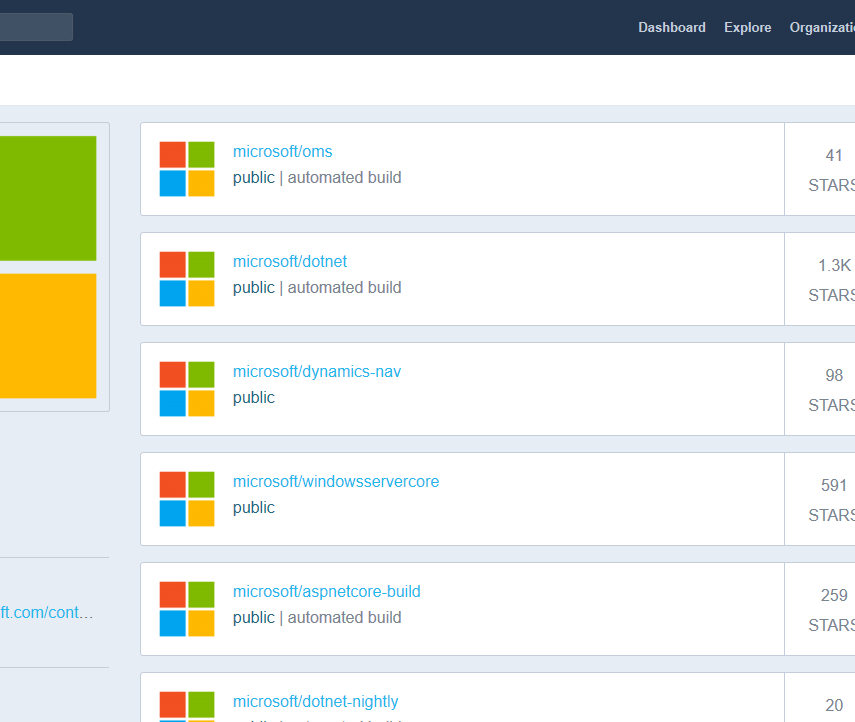 Dashboard Explore
microsoft/oms
public | automated build
41
STARS
microsoft/dotnet
public | automated build
1.3K
STARS
microsoft/dynamics-nav
public
98
STARS
microsoft/windowsservercore
public
591
STARS
ft.com/cont...
microsoft/aspnetcore-build
public | automated build
259
STARS
microsoft/dotnet-nightly
20